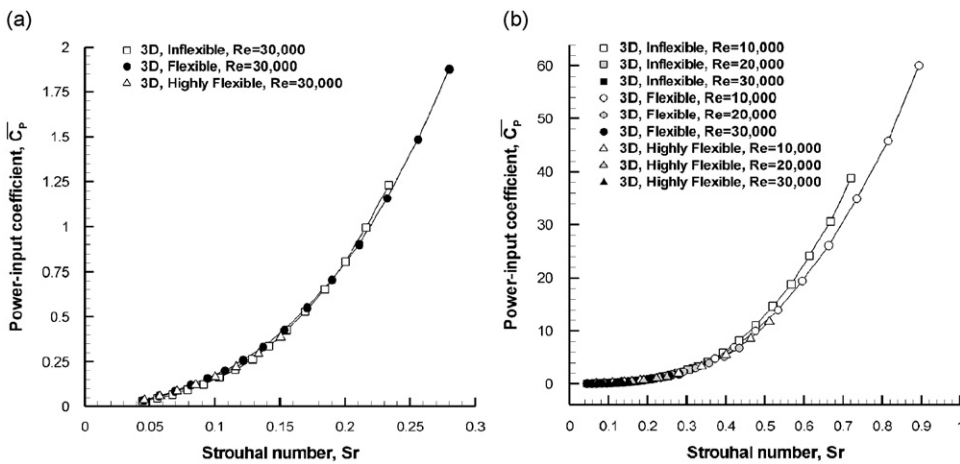 (a)
2
1.75
1.5
1.25
1
0.75
0.5
0.25
0
Power-input coefficient, C̅P
3D, Inflexible, Re=30,000
3D, Flexible, Re=30,000
3D, Highly Flexible, Re=30,000
0 0.05 0.1 0.15 0.2 0.25 0.3
Strouhal number, Sr
(b)
60
50
40
30
20
10
0
Power-input coefficient, C̅P
3D, Inflexible, Re=10,000
3D, Inflexible, Re=20,000
3D, Inflexible, Re=30,000
3D, Flexible, Re=10,000
3D, Flexible, Re=20,000
3D, Flexible, Re=30,000
3D, Highly Flexible, Re=10,000
3D, Highly Flexible, Re=20,000
3D, Highly Flexible, Re=30,000
0 0.1 0.2 0.3 0.4 0.5 0.6 0.7 0.8 0.9 1
Strouhal number, Sr